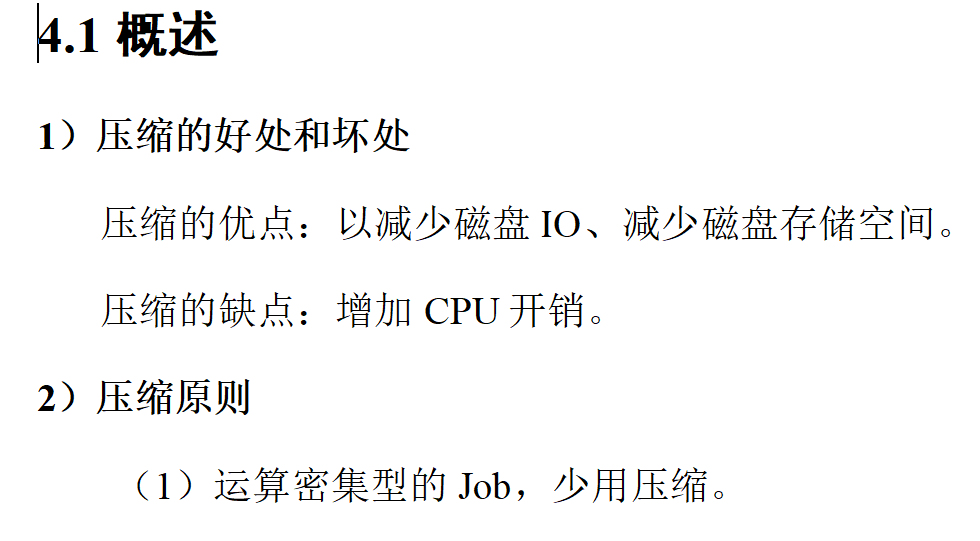 4.1 概述
1）压缩的好处和坏处
压缩的优点：以减少磁盘 IO、减少磁盘存储空间。
压缩的缺点：增加 CPU 开销。
2）压缩原则
（1）运算密集型的 Job，少用压缩。